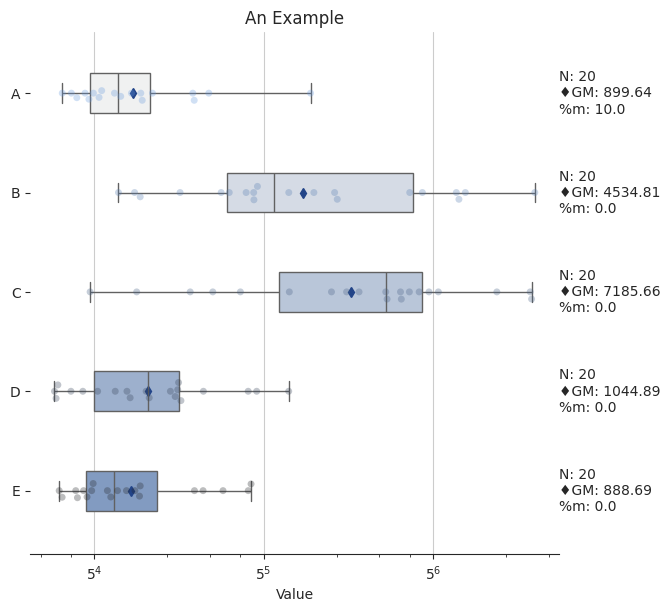 An Example
A
N: 20
♦GM: 899.64
%m: 10.0
B
N: 20
♦GM: 4534.81
%m: 0.0
C
N: 20
♦GM: 7185.66
%m: 0.0
D
N: 20
♦GM: 1044.89
%m: 0.0
E
N: 20
♦GM: 888.69
%m: 0.0
5⁴ 5⁵ 5⁶
Value